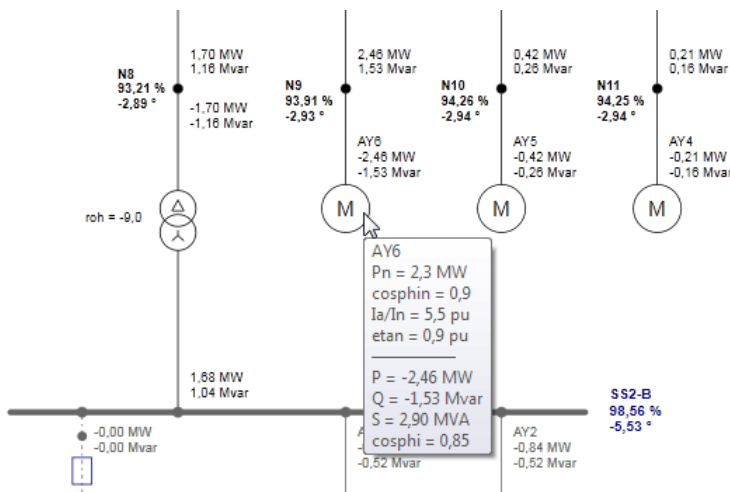 1,70 MW
1,16 Mvar
N8
93,21 %
-2,89 °
-1,70 MW
-1,16 Mvar
roh = -9,0
2,46 MW
1,53 Mvar
N9
93,91 %
-2,93 °
AY6
-2,46 MW
-1,53 Mvar
M
0,42 MW
0,26 Mvar
N10
94,26 %
-2,94 °
AY5
-0,42 MW
-0,26 Mvar
M
0,21 MW
0,16 Mvar
N11
94,25 %
-2,94 °
AY4
-0,21 MW
-0,16 Mvar
M
AY6
Pn = 2,3 MW
cosphin = 0,9
Ia/In = 5,5 pu
etan = 0,9 pu
P = -2,46 MW
Q = -1,53 Mvar
S = 2,90 MVA
cosphi = 0,85
1,68 MW
1,04 Mvar
SS2-B
98,56 %
-5,53 °
-0,00 MW
-0,00 Mvar
A
-0,52 Mvar
AY2
-0,84 MW
-0,52 Mvar